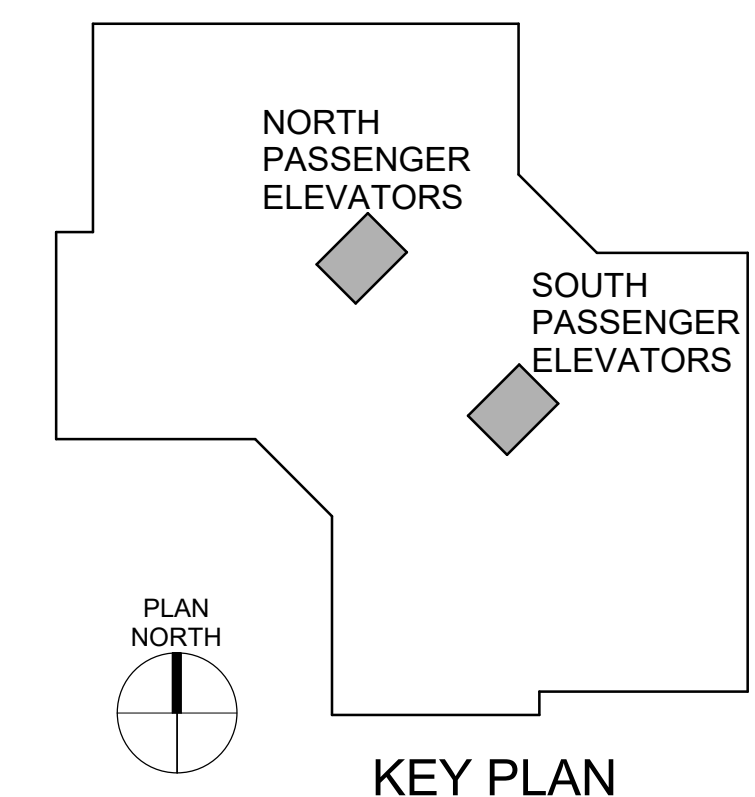 NORTH
PASSENGER
ELEVATORS
SOUTH
PASSENGER
ELEVATORS
PLAN
NORTH
KEY PLAN